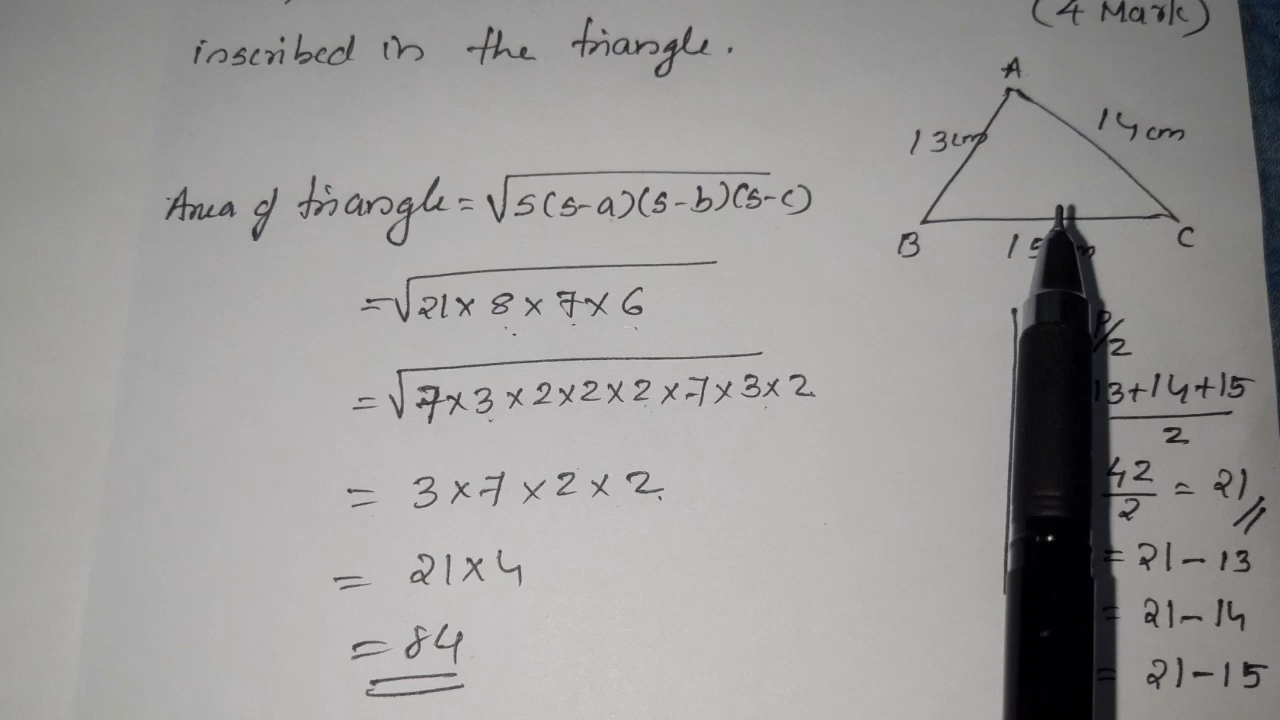 (4 Mark)
inscribed in the triangle.
A
13cm
14cm
B
C
Area of triangle = √s(s-a)(s-b)(s-c)
= √21 × 8 × 7 × 6
= √7×3×2×2×2×7×3×2
= 3×7×2×2
= 21×4
= 84
P/2
13+14+15
2
42/2 = 21
= 21-13
= 21-14
= 21-15